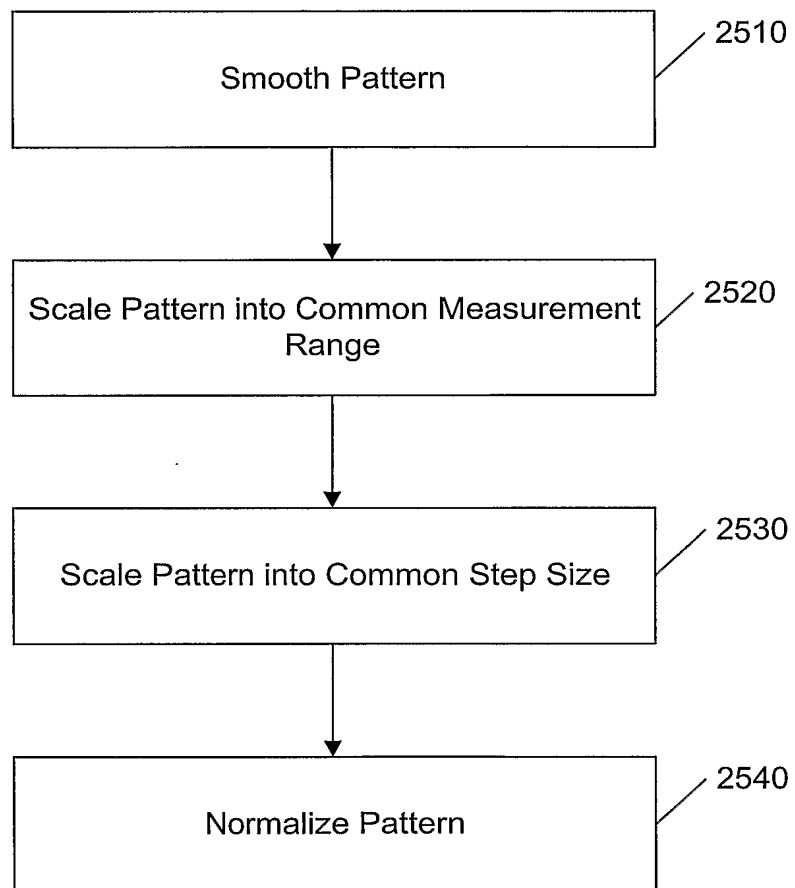 2510
Smooth Pattern
2520
Scale Pattern into Common Measurement
Range
2530
Scale Pattern into Common Step Size
2540
Normalize Pattern